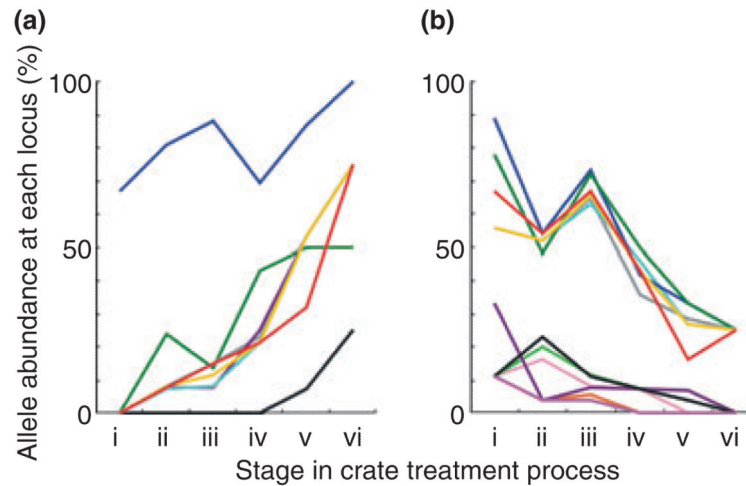 (a) (b)
Allele abundance at each locus (%)
100 100
50 50
0 0
i ii iii iv v vi i ii iii iv v vi
Stage in crate treatment process